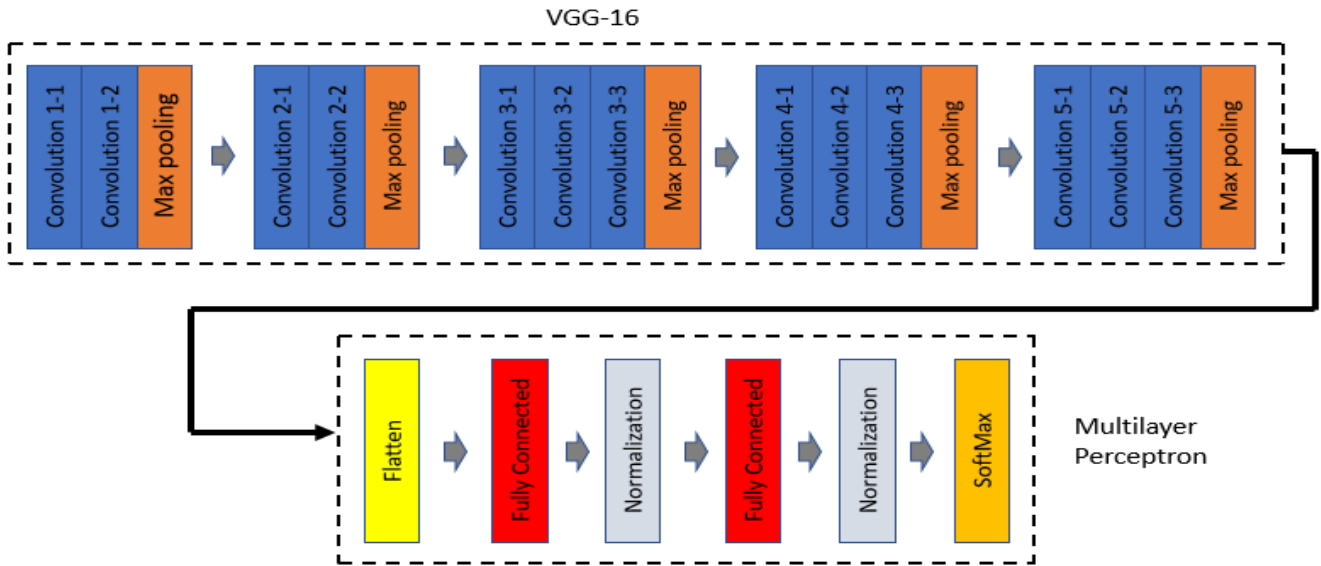 VGG-16
Convolution 1-1
Convolution 1-2
Max pooling
Convolution 2-1
Convolution 2-2
Max pooling
Convolution 3-1
Convolution 3-2
Convolution 3-3
Max pooling
Convolution 4-1
Convolution 4-2
Convolution 4-3
Max pooling
Convolution 5-1
Convolution 5-2
Convolution 5-3
Max pooling
Flatten
Fully Connected
Normalization
Fully Connected
Normalization
SoftMax
Multilayer
Perceptron